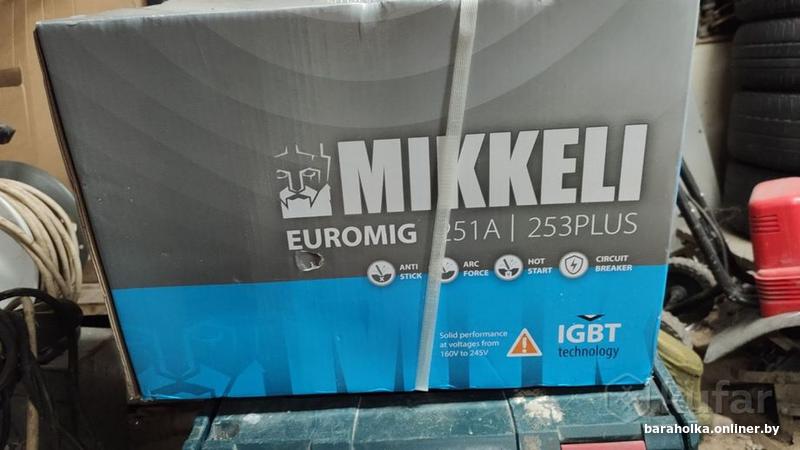 MIKKELI
EUROMIG 251A | 253PLUS
ANTI STICK
ARC FORCE
HOT START
CIRCUIT BREAKER
Solid performance
at voltages from
160V to 245V
IGBT
technology
kufar
baraholka.onliner.by